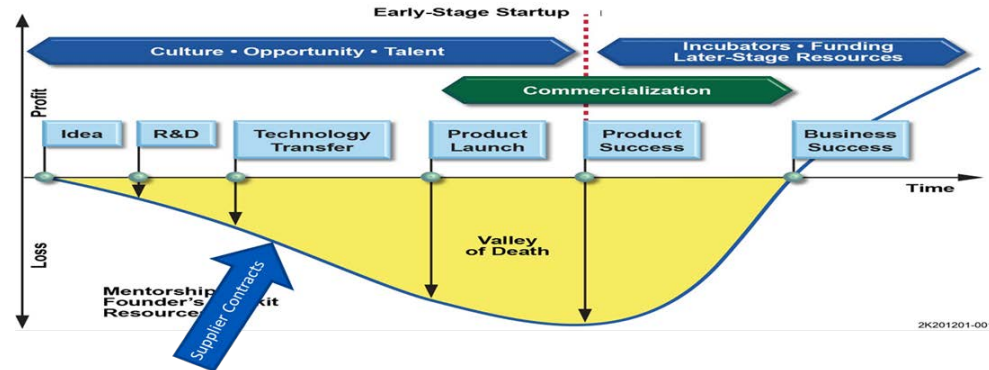 Early-Stage Startup
Culture • Opportunity • Talent
Incubators • Funding
Later-Stage Resources
Commercialization
Profit
Idea
R&D
Technology
Transfer
Product
Launch
Product
Success
Business
Success
Time
Loss
Valley
of Death
Mentorship
Founder's
Resources
Supplier Contracts
2K201201-00